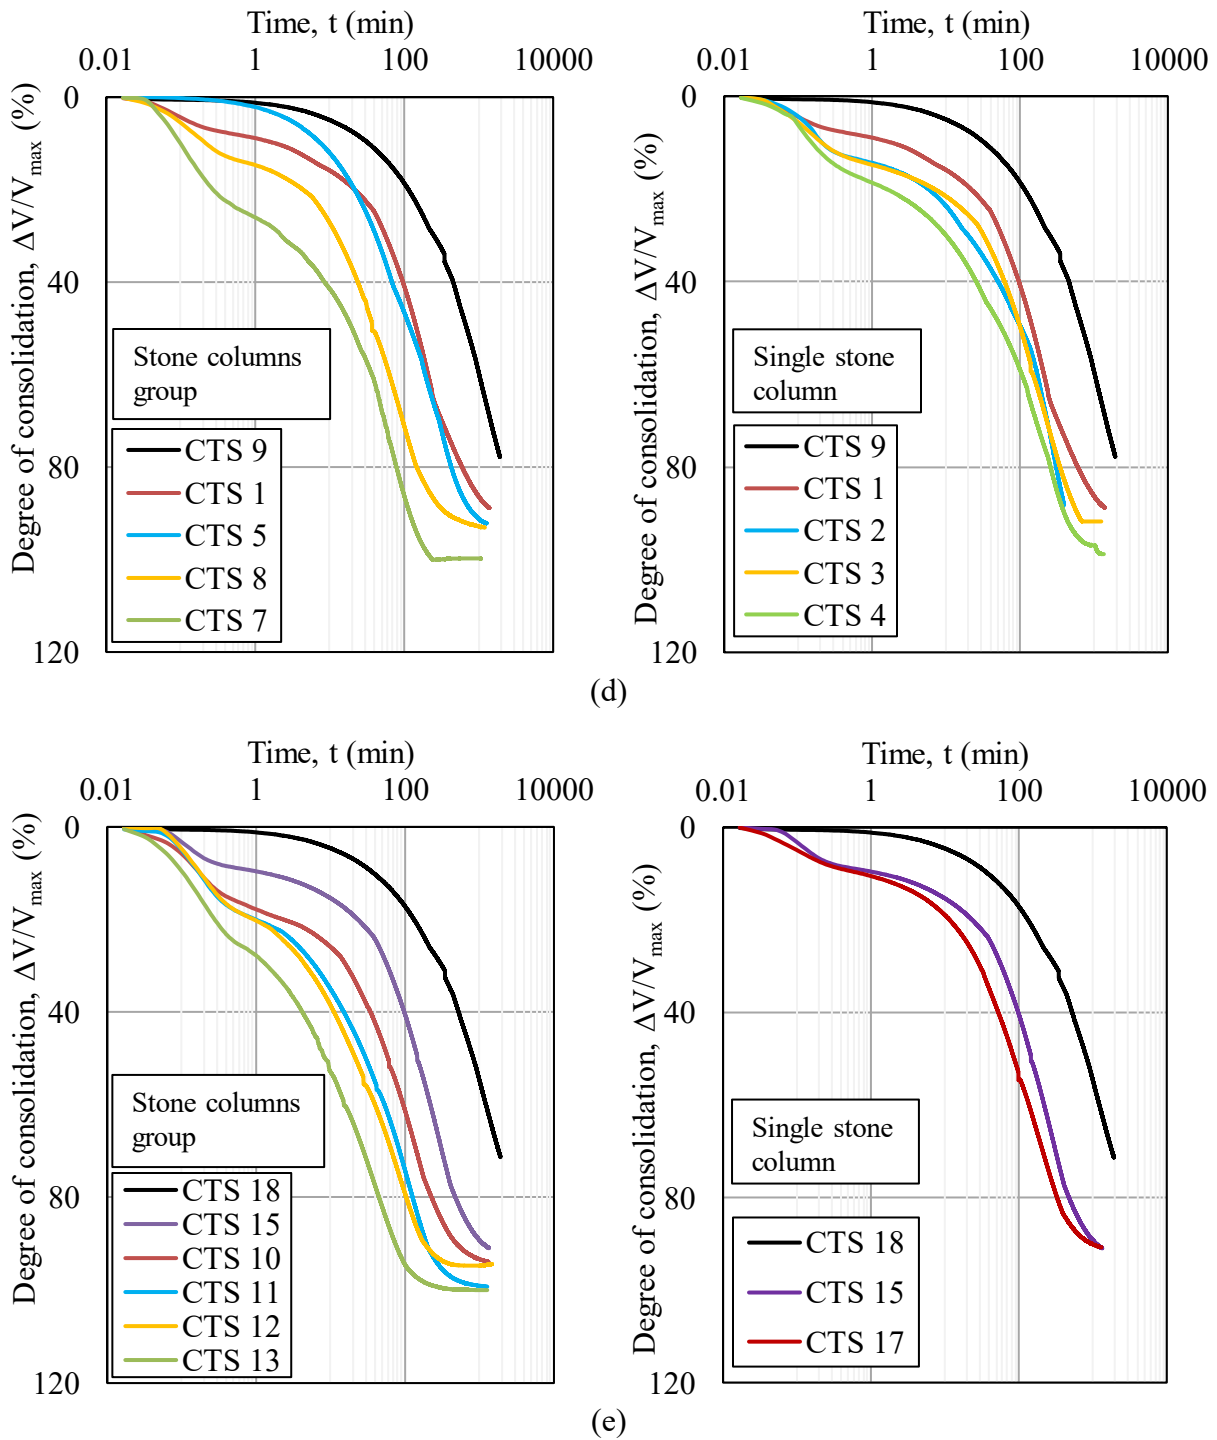 Time, t (min)
0.01 1 100 10000
Degree of consolidation, ΔV/Vmax (%)
0
40
80
120
Stone columns
group
CTS 9
CTS 1
CTS 5
CTS 8
CTS 7
Time, t (min)
0.01 1 100 10000
Degree of consolidation, ΔV/Vmax (%)
0
40
80
120
Single stone
column
CTS 9
CTS 1
CTS 2
CTS 3
CTS 4
(d)
Time, t (min)
0.01 1 100 10000
Degree of consolidation, ΔV/Vmax (%)
0
40
80
120
Stone columns
group
CTS 18
CTS 15
CTS 10
CTS 11
CTS 12
CTS 13
Time, t (min)
0.01 1 100 10000
Degree of consolidation, ΔV/Vmax (%)
0
40
80
120
Single stone
column
CTS 18
CTS 15
CTS 17
(e)